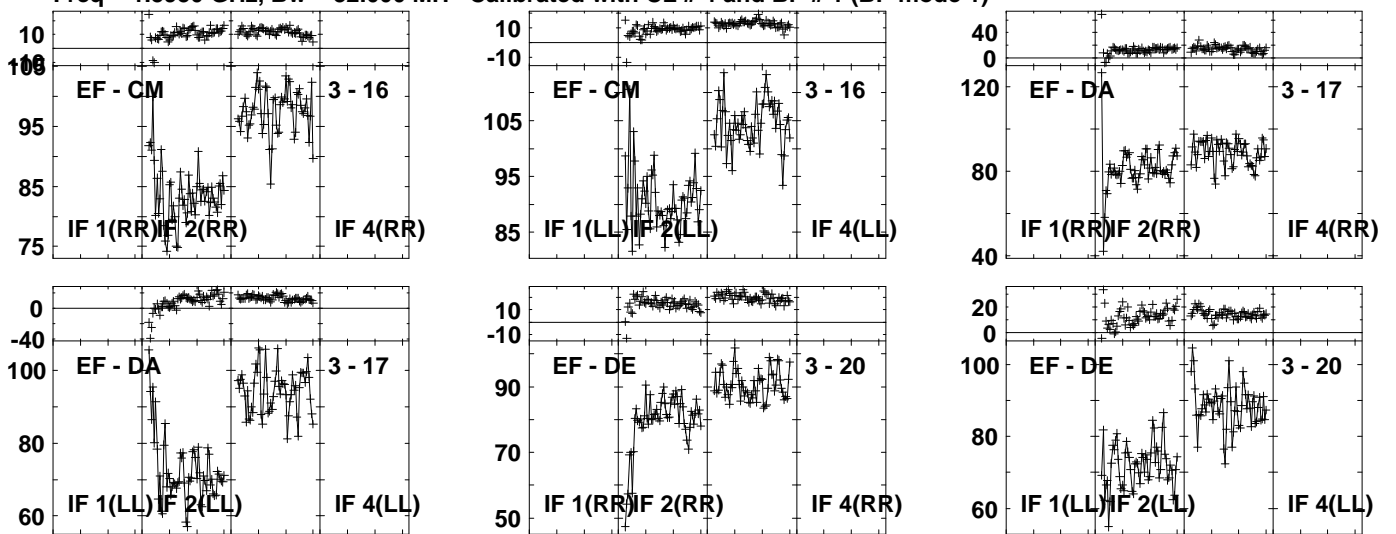 10 10 40
-10 -10 20 0
105 EF - CM 3 - 16 EF - CM 3 - 16 120 EF - DA 3 - 17
95 105 80
85 95
75 IF 1(RR) IF 2(RR) IF 4(RR) 85 IF 1(LL) IF 2(LL) IF 4(LL) 40 IF 1(RR) IF 2(RR) IF 4(RR)
0 10 20
-40 -10 0
100 EF - DA 3 - 17 90 EF - DE 3 - 20 100 EF - DE 3 - 20
80 70 80
60 IF 1(LL) IF 2(LL) IF 4(LL) 50 IF 1(RR) IF 2(RR) IF 4(RR) 60 IF 1(LL) IF 2(LL) IF 4(LL)